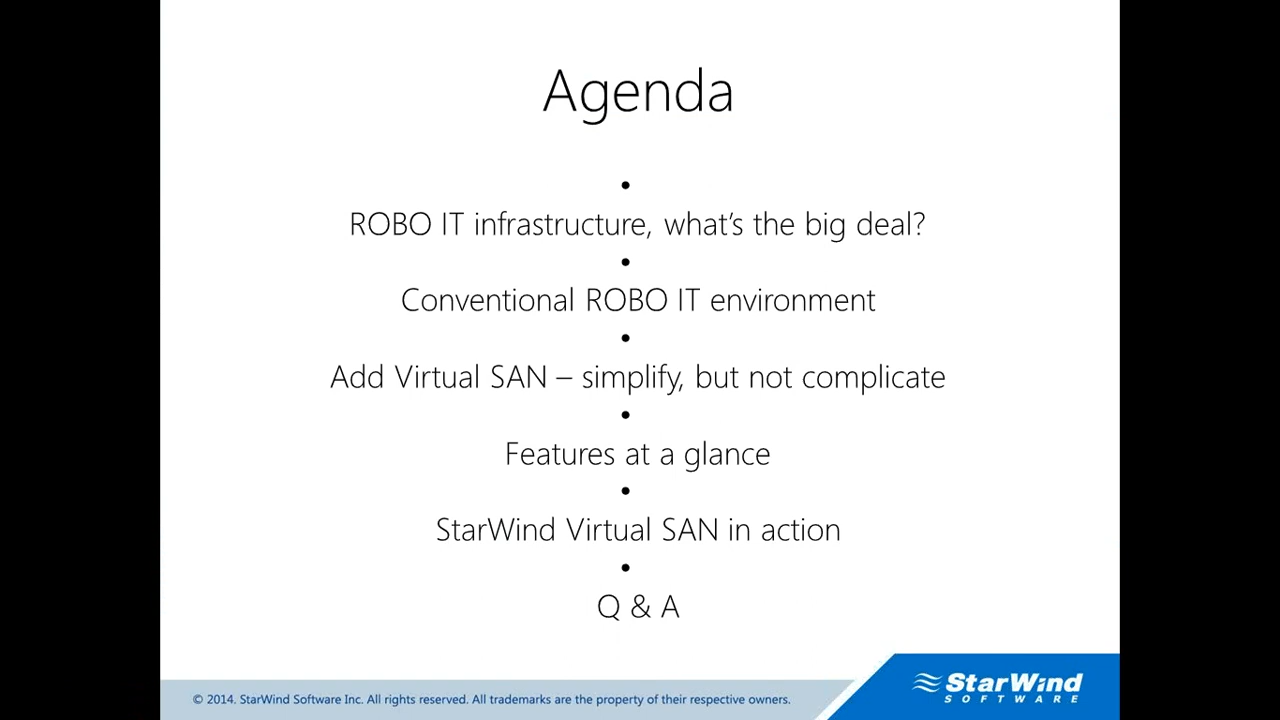 Agenda
•
ROBO IT infrastructure, what's the big deal?
•
Conventional ROBO IT environment
•
Add Virtual SAN – simplify, but not complicate
•
Features at a glance
•
StarWind Virtual SAN in action
•
Q & A
© 2014. StarWind Software Inc. All rights reserved. All trademarks are the property of their respective owners.
StarWind
SOFTWARE